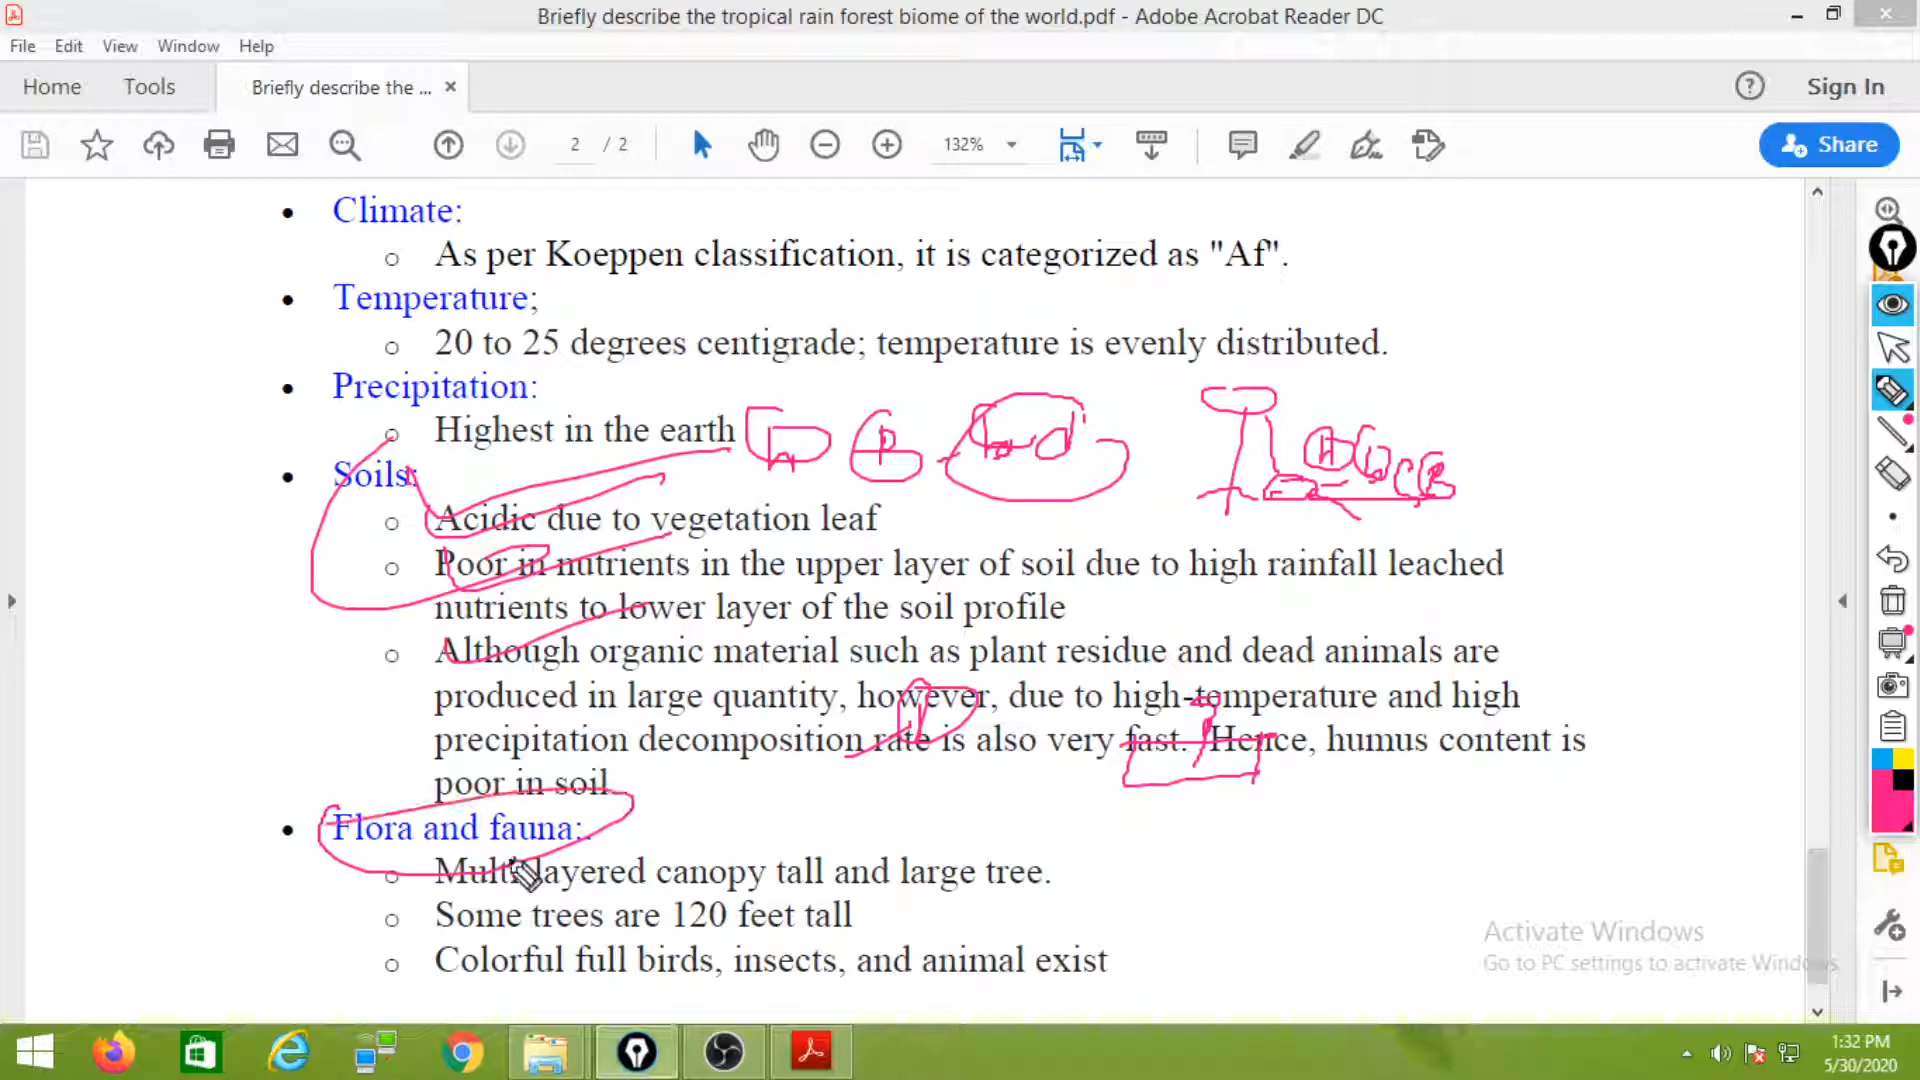 Briefly describe the tropical rain forest biome of the world.pdf - Adobe Acrobat Reader DC
File Edit View Window Help
Home Tools Briefly describe the ... × Sign In
2 / 2 132% Share
• Climate:
o As per Koeppen classification, it is categorized as "Af".
• Temperature;
o 20 to 25 degrees centigrade; temperature is evenly distributed.
• Precipitation:
o Highest in the earth
• Soils:
o Acidic due to vegetation leaf
o Poor in nutrients in the upper layer of soil due to high rainfall leached
nutrients to lower layer of the soil profile
o Although organic material such as plant residue and dead animals are
produced in large quantity, however, due to high-temperature and high
precipitation decomposition rate is also very fast. Hence, humus content is
poor in soil.
• Flora and fauna:.
o Multilayered canopy tall and large tree.
o Some trees are 120 feet tall
o Colorful full birds, insects, and animal exist
Activate Windows
Go to PC settings to activate Windows.
1:32 PM
5/30/2020